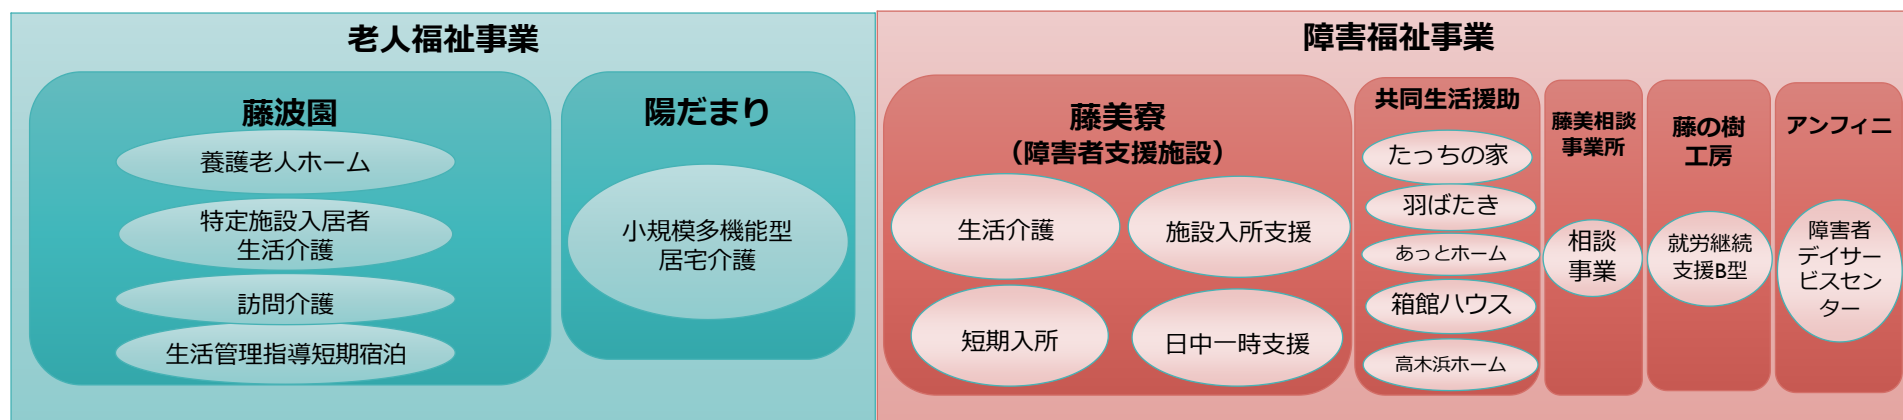 老人福祉事業
藤波園
養護老人ホーム
特定施設入居者
生活介護
訪問介護
生活管理指導短期宿泊
陽だまり
小規模多機能型
居宅介護
障害福祉事業
藤美寮
（障害者支援施設）
生活介護
施設入所支援
短期入所
日中一時支援
共同生活援助
たっちの家
羽ばたき
あっとホーム
箱館ハウス
高木浜ホーム
藤美相談
事業所
相談
事業
藤の樹
工房
就労継続
支援B型
アンフィニ
障害者
デイサー
ビスセン
ター